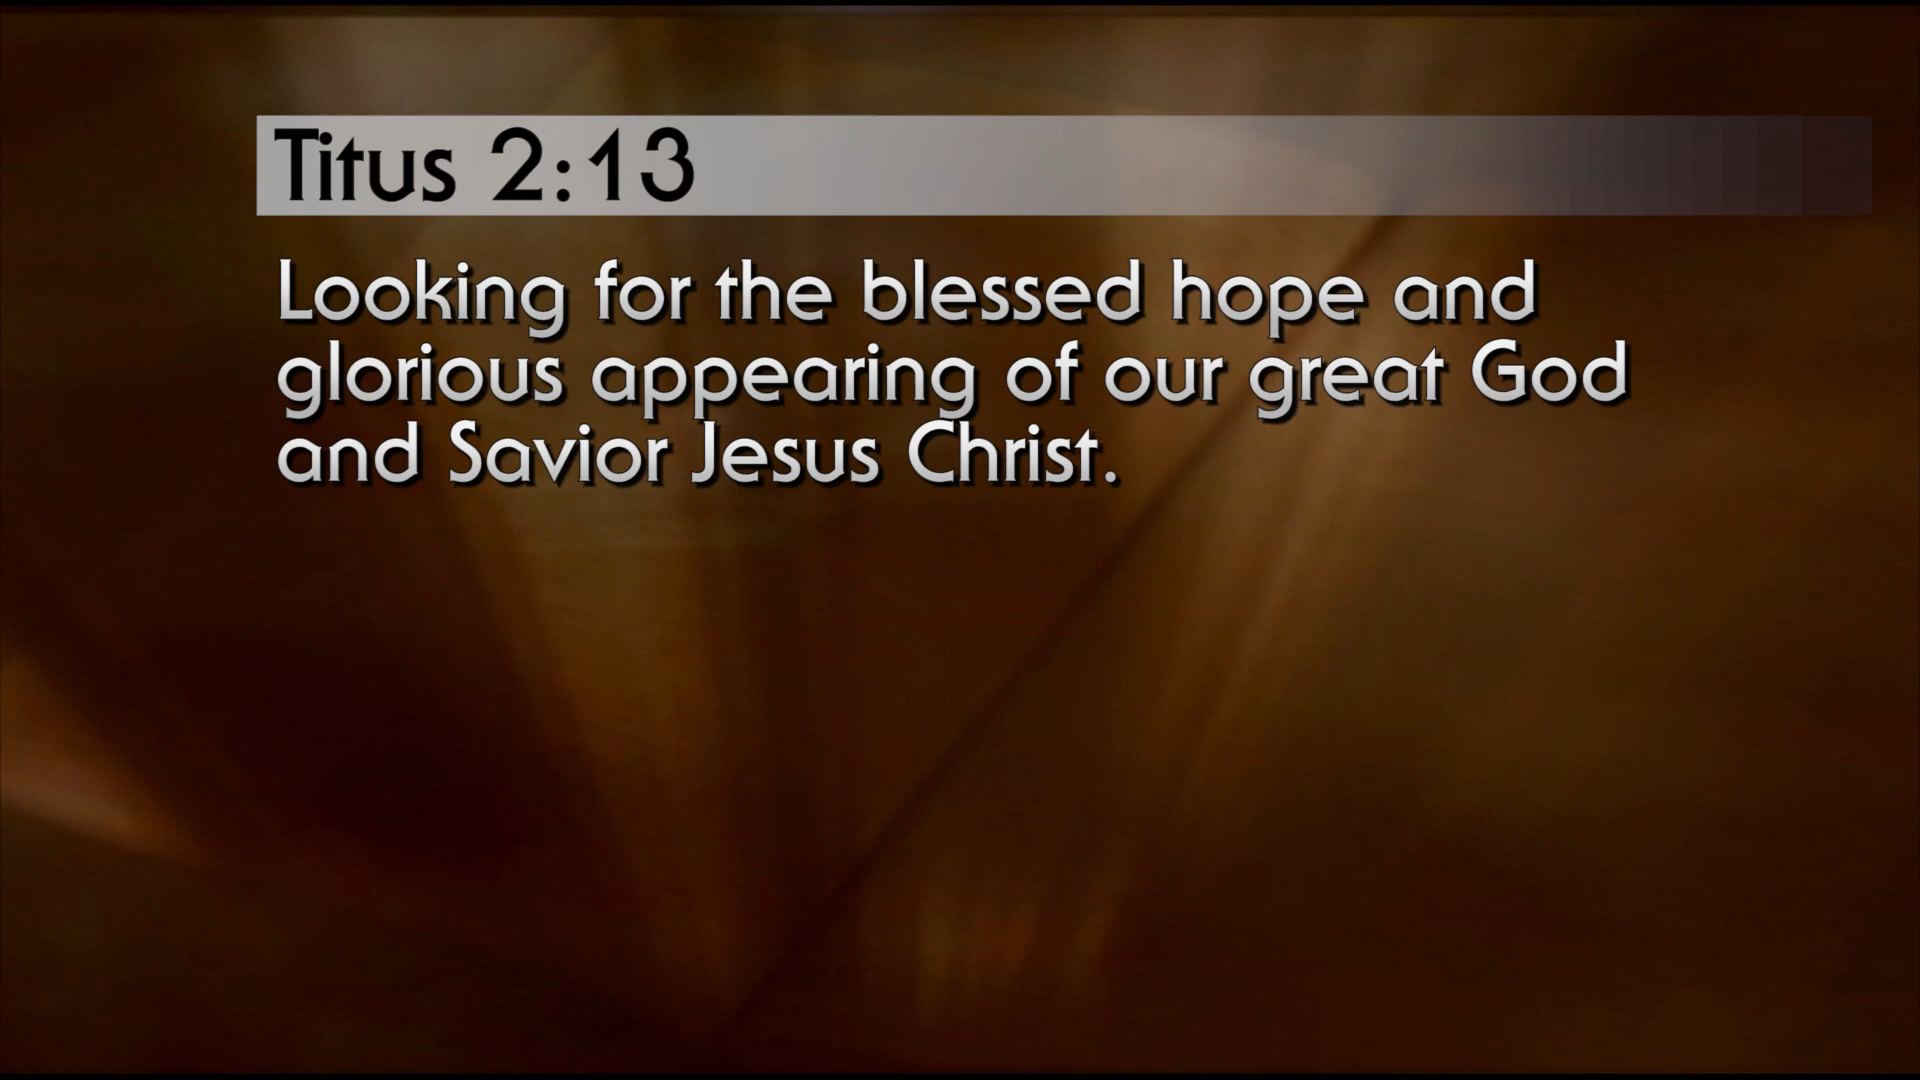 Titus 2:13
Looking for the blessed hope and
glorious appearing of our great God
and Savior Jesus Christ.